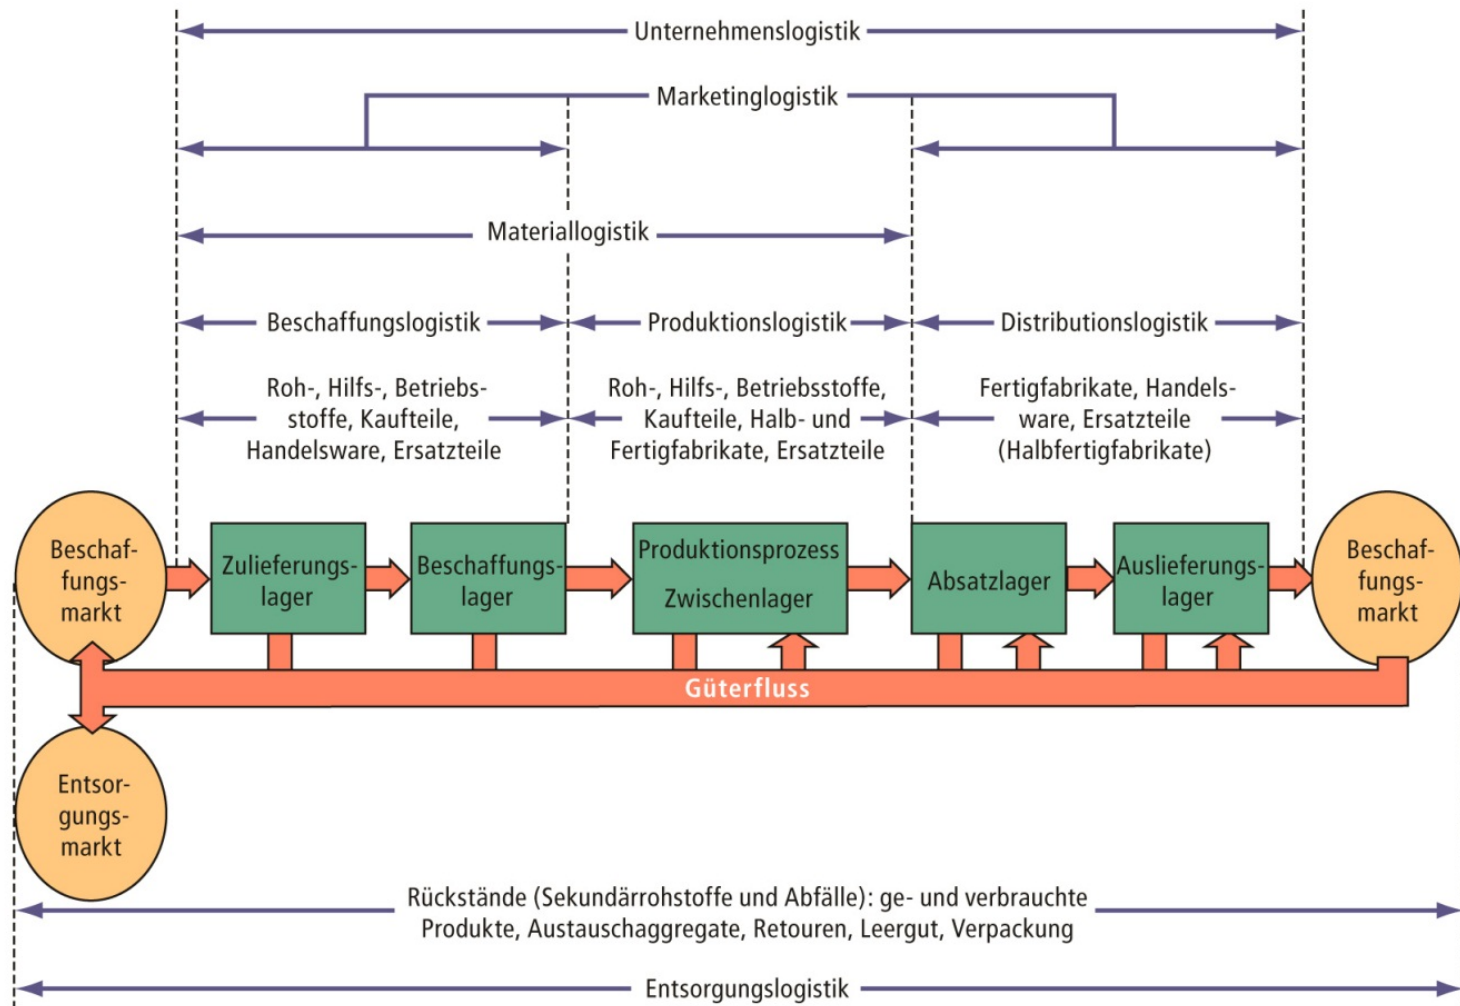 Unternehmenslogistik
Marketinglogistik
Materiallogistik
Beschaffungslogistik
Produktionslogistik
Distributionslogistik
Roh-, Hilfs-, Betriebs-
stoffe, Kaufteile,
Handelsware, Ersatzteile
Roh-, Hilfs-, Betriebsstoffe,
Kaufteile, Halb- und
Fertigfabrikate, Ersatzteile
Fertigfabrikate, Handels-
ware, Ersatzteile
(Halbfertigfabrikate)
Beschaf-
fungs-
markt
Zulieferungs-
lager
Beschaffungs-
lager
Produktionsprozess
Zwischenlager
Absatzlager
Auslieferungs-
lager
Beschaf-
fungs-
markt
Güterfluss
Entsor-
gungs-
markt
Rückstände (Sekundärrohstoffe und Abfälle): ge- und verbrauchte
Produkte, Austauschaggregate, Retouren, Leergut, Verpackung
Entsorgungslogistik